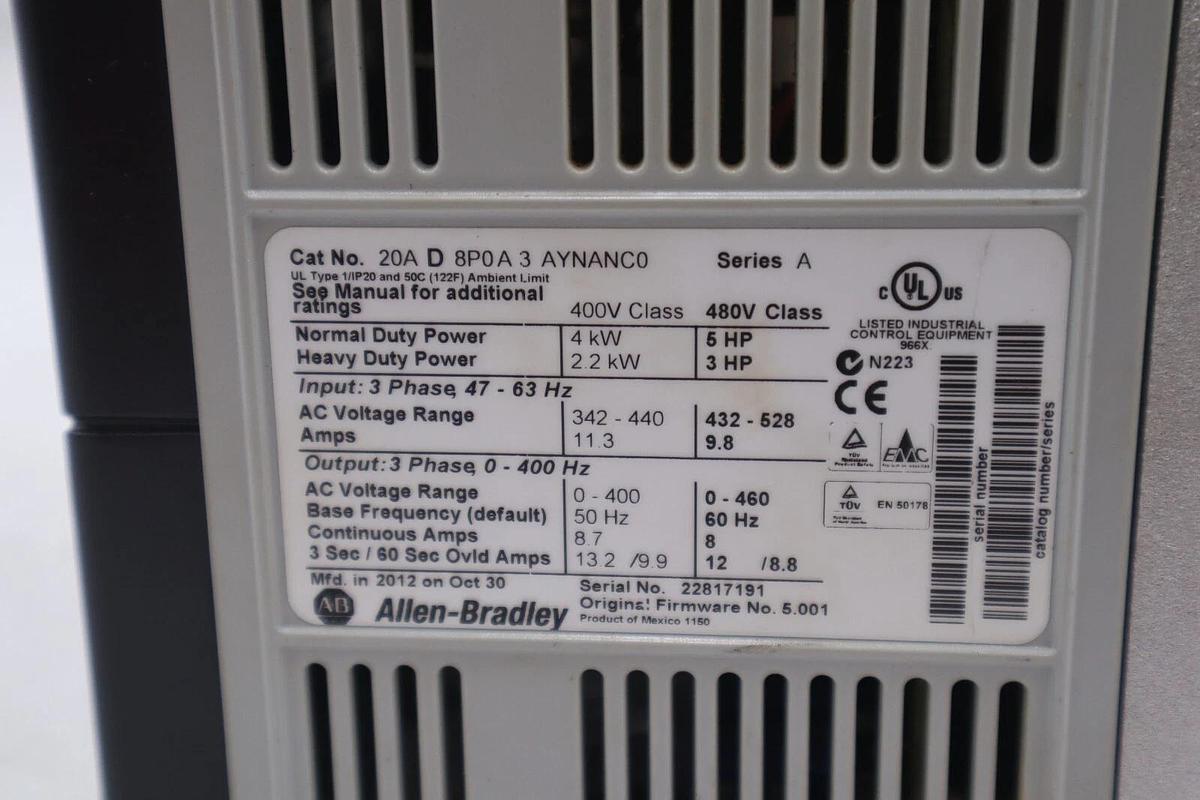 Cat No. 20A D 8P0 A 3 AYNANC0 Series A
UL Type 1/IP20 and 50C (122F) Ambient Limit
See Manual for additional
ratings
400V Class 480V Class
Normal Duty Power 4 kW 5 HP
Heavy Duty Power 2.2 kW 3 HP
Input: 3 Phase, 47 - 63 Hz
AC Voltage Range 342 - 440 432 - 528
Amps 11.3 9.8
Output: 3 Phase, 0 - 400 Hz
AC Voltage Range 0 - 400 0 - 460
Base Frequency (default) 50 Hz 60 Hz
Continuous Amps 8.7 8
3 Sec / 60 Sec Ovld Amps 13.2 /9.9 12 /8.8
Mfd. in 2012 on Oct 30
Serial No. 22817191
AB Allen-Bradley
Original Firmware No. 5.001
Product of Mexico 1150
C UL US
LISTED INDUSTRIAL
CONTROL EQUIPMENT
966X
N223
CE
TÜV
EMC
TÜV EN 50178
serial number
catalog number/series